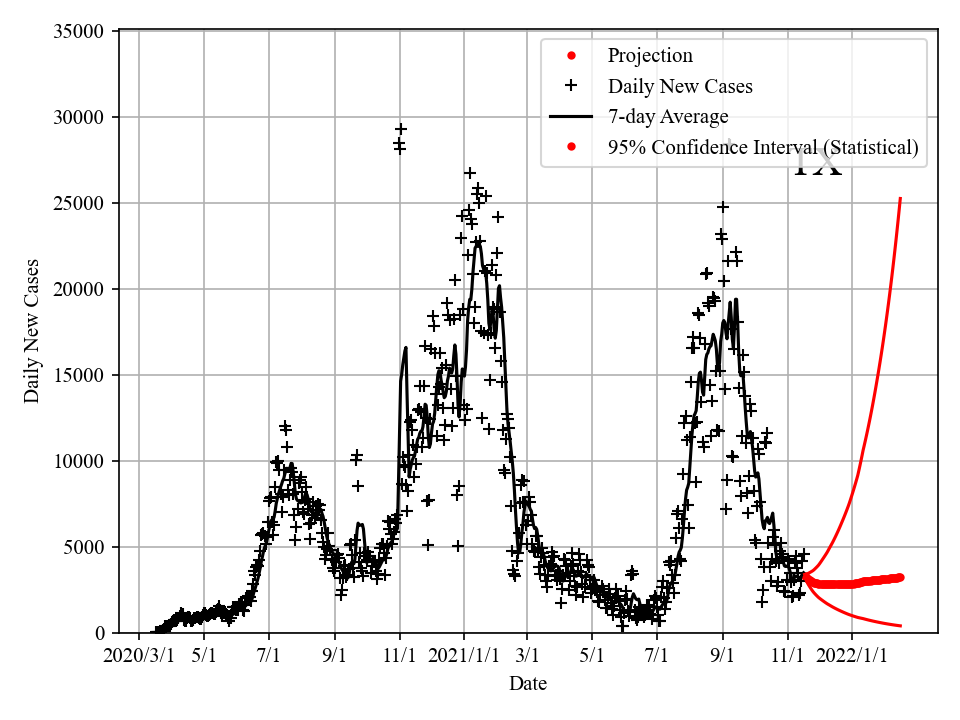 35000
30000
25000
20000
15000
10000
5000
0
Daily New Cases
Projection
Daily New Cases
7-day Average
95% Confidence Interval (Statistical)
TX
2020/3/1 5/1 7/1 9/1 11/1 2021/1/1 3/1 5/1 7/1 9/1 11/1 2022/1/1
Date